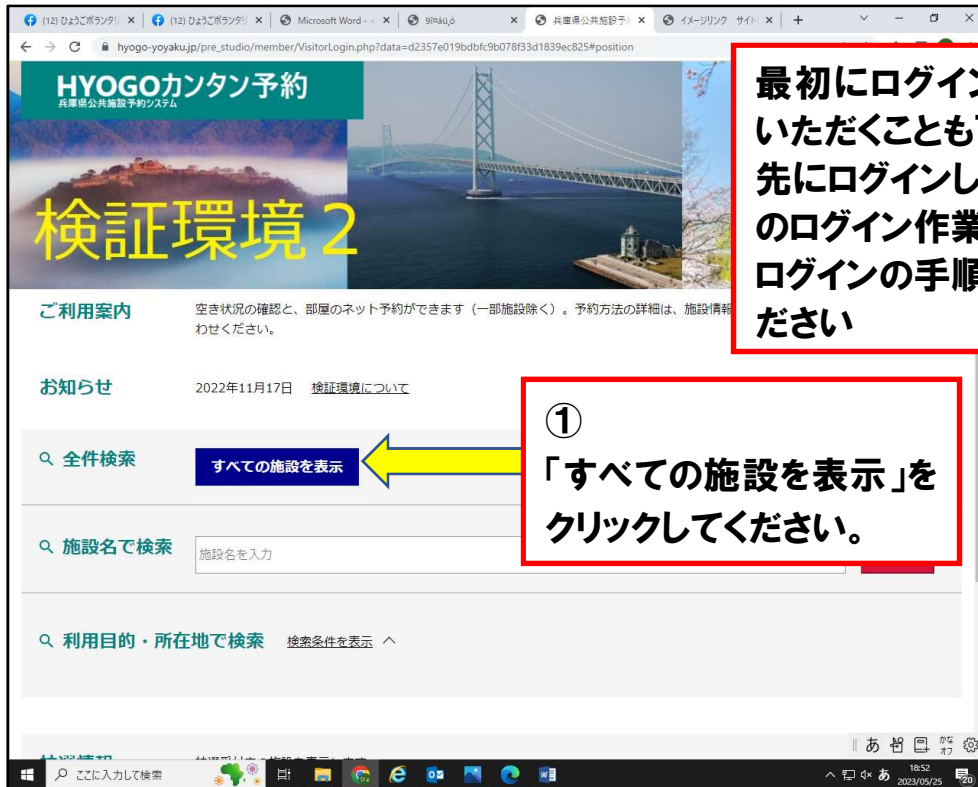 (12) ひょうごボランタリ
(12) ひょうごボランタリ
Microsoft Word -
兵庫県公共施設予
イメージリンク サイト
hyogo-yoyaku.jp/pre_studio/member/VisitorLogin.php?data=d2357e019bdbfc9b078f33d1839ec825#position
HYOGOカンタン予約
兵庫県公共施設予約システム
検証環境2
最初にログイン
いただくことも
先にログインし
のログイン作業
ログインの手順
ださい
ご利用案内
空き状況の確認と、部屋のネット予約ができます（一部施設除く）。予約方法の詳細は、施設情報
わせください。
お知らせ
2022年11月17日 検証環境について
全件検索
すべての施設を表示
①
「すべての施設を表示」を
クリックしてください。
施設名で検索
施設名を入力
利用目的・所在地で検索
検索条件を表示
あ
かな
ここに入力して検索
あ
18:52
2023/05/25
20